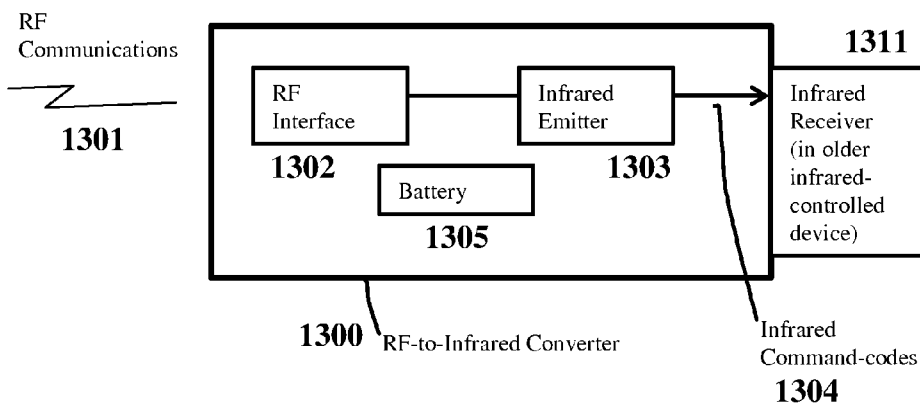 RF
Communications
1301
RF
Interface
1302
Infrared
Emitter
1303
Battery
1305
1311
Infrared
Receiver
(in older
infrared-
controlled
device)
1300
RF-to-Infrared Converter
Infrared
Command-codes
1304